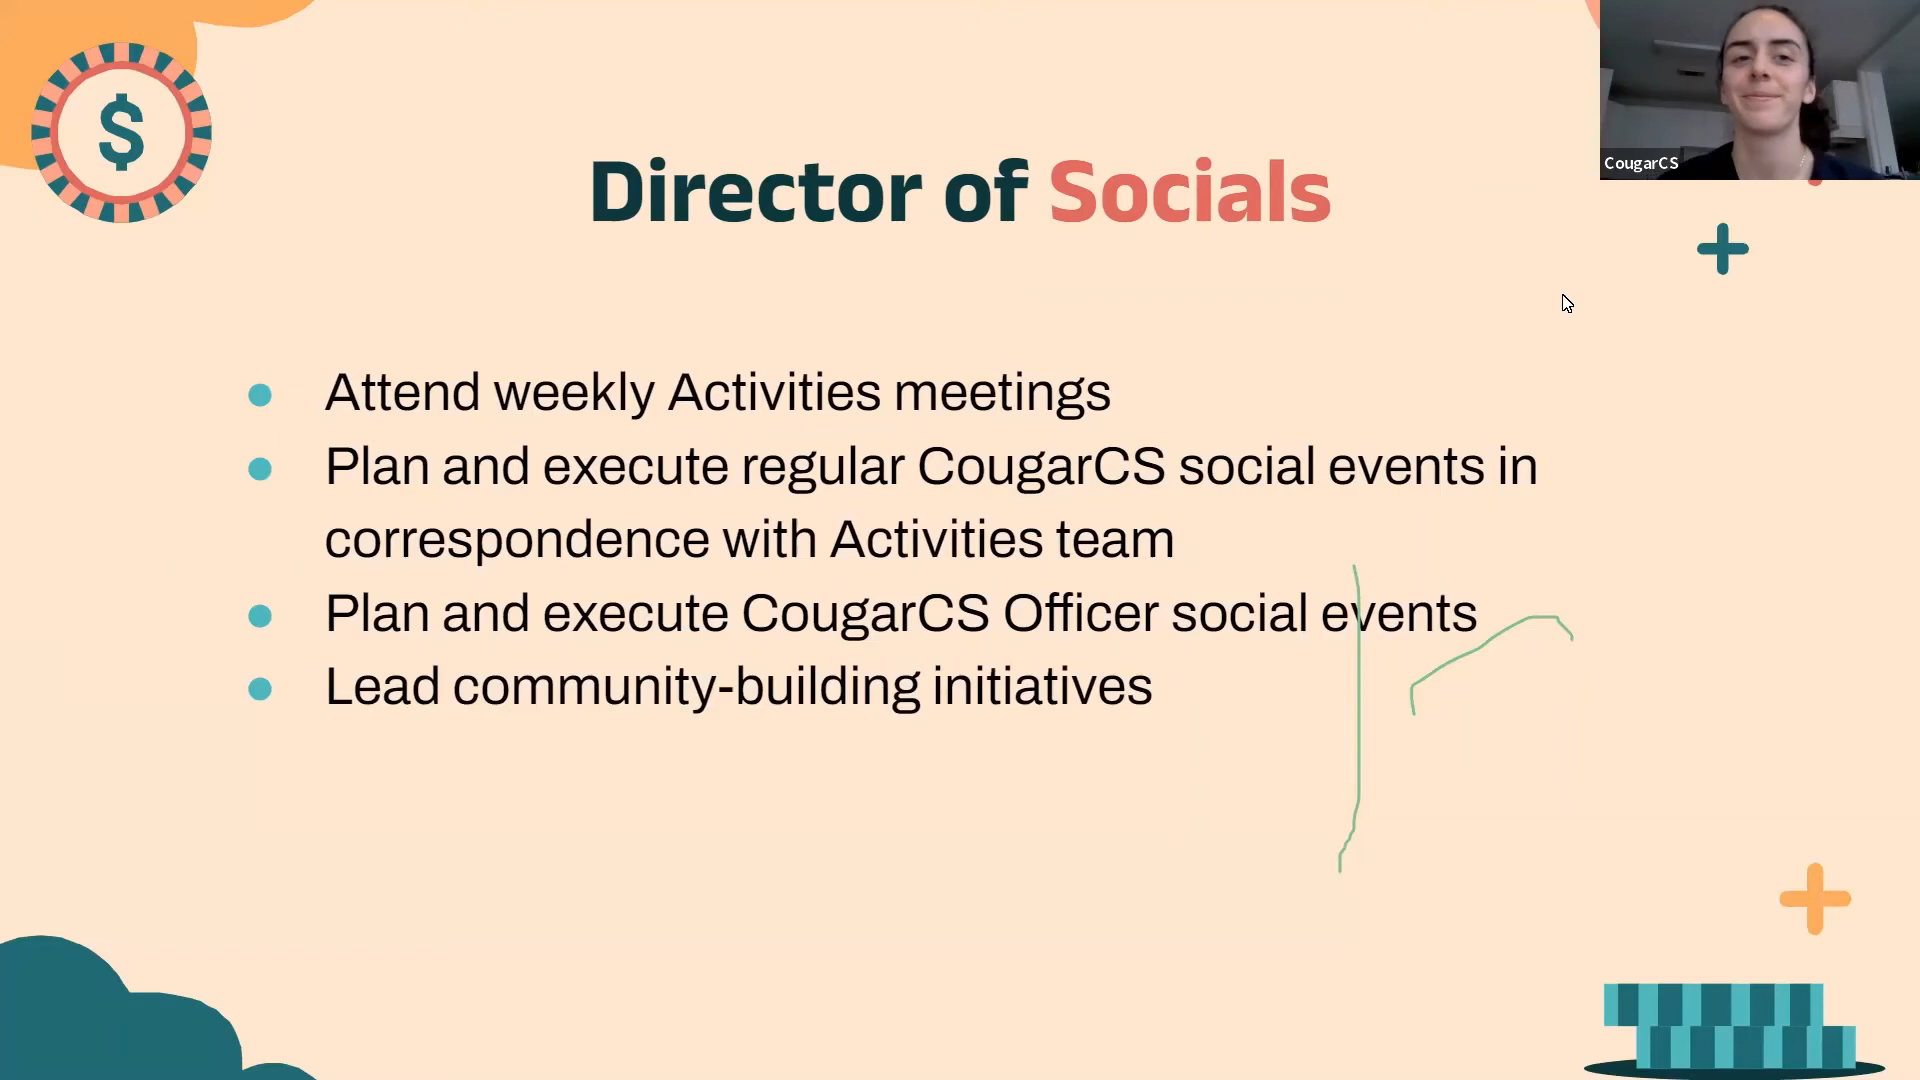 $
CougarCS
Director of Socials
Attend weekly Activities meetings
Plan and execute regular CougarCS social events in
correspondence with Activities team
Plan and execute CougarCS Officer social events
Lead community-building initiatives